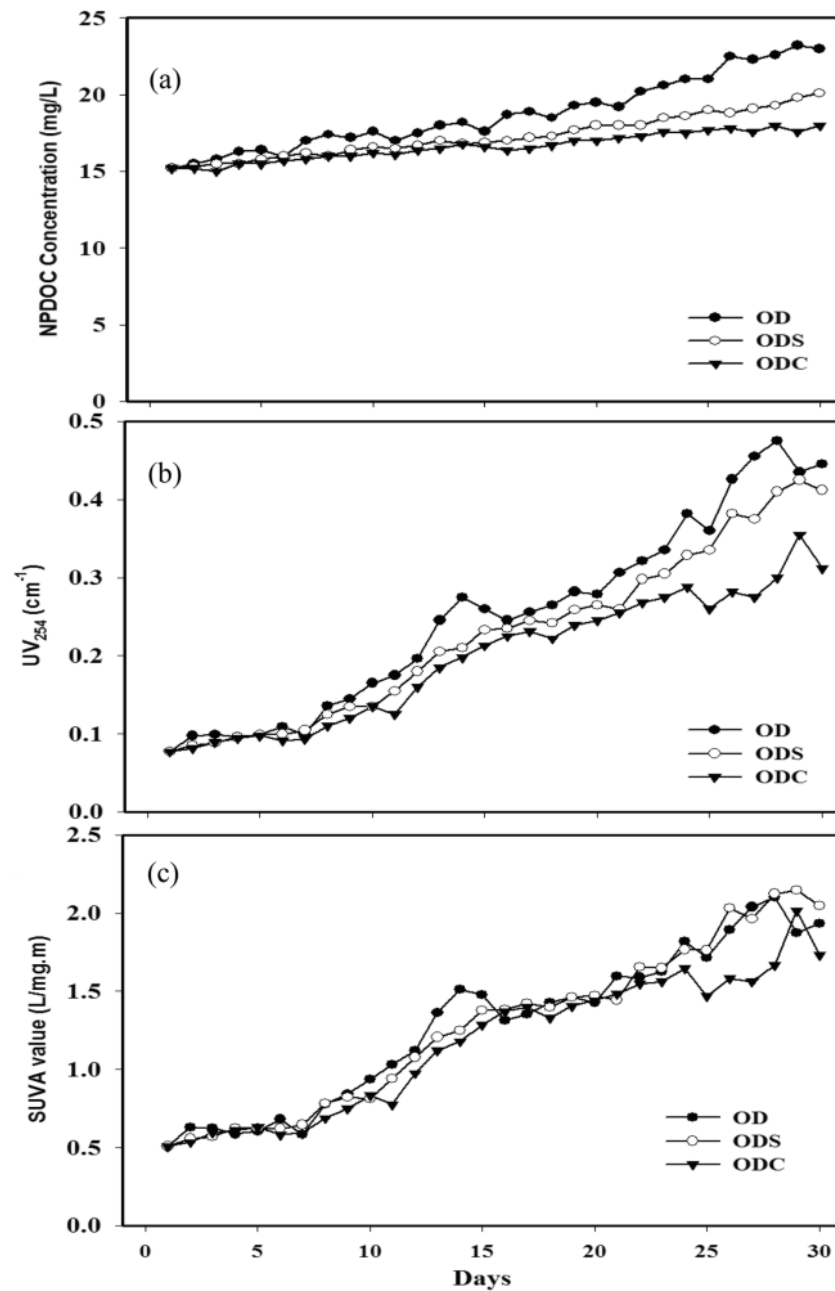 25
(a)
20
15
NPDOC Concentration (mg/L)
10
5
0
OD
ODS
ODC
0.5
(b)
0.4
0.3
UV254 (cm-1)
0.2
0.1
0.0
OD
ODS
ODC
2.5
(c)
2.0
1.5
SUVA value (L/mg.m)
1.0
0.5
0.0
OD
ODS
ODC
0 5 10 15 20 25 30
Days